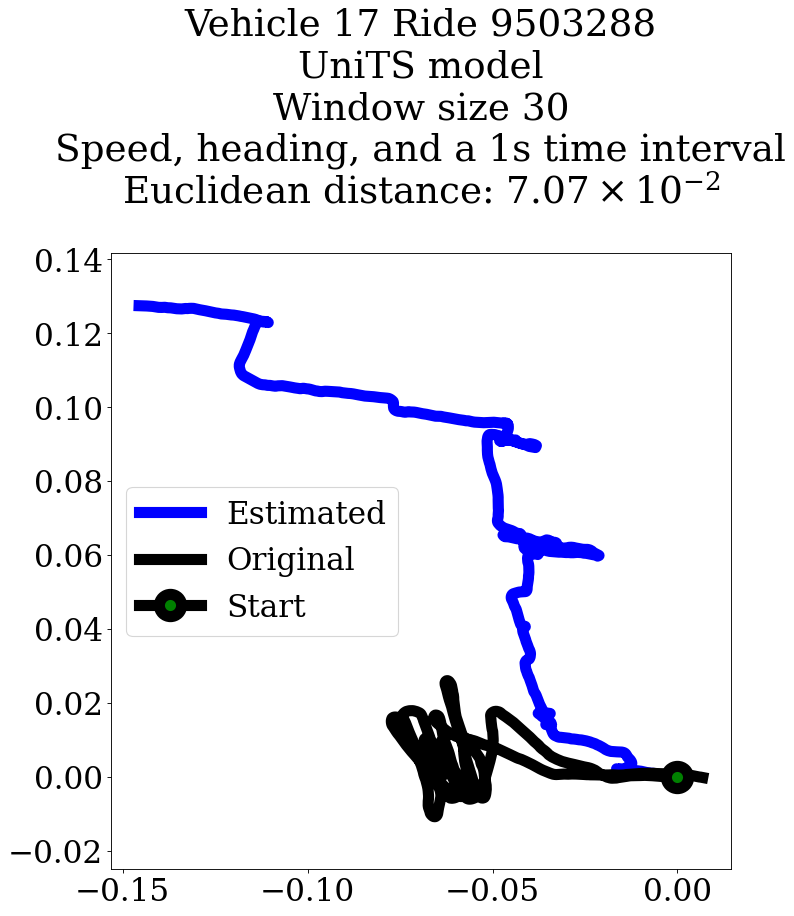 Vehicle 17 Ride 9503288
UniTS model
Window size 30
Speed, heading, and a 1s time interval
Euclidean distance: 7.07 × 10⁻²
0.14
0.12
0.10
0.08
0.06
0.04
0.02
0.00
−0.02
Estimated
Original
Start
−0.15 −0.10 −0.05 0.00